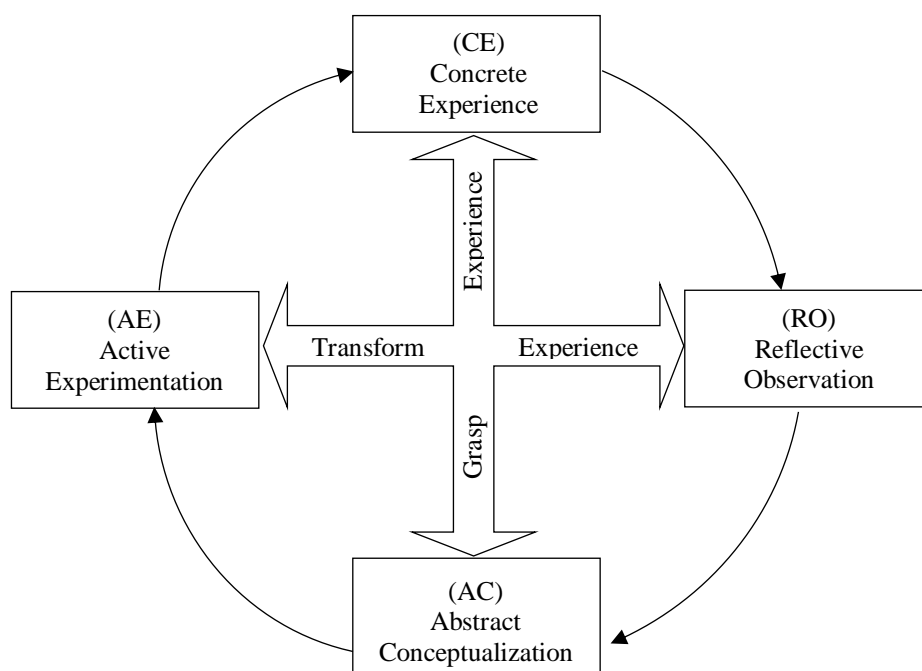 (CE)
Concrete
Experience
Experience
(AE)
Active
Experimentation
Transform
Experience
(RO)
Reflective
Observation
Grasp
(AC)
Abstract
Conceptualization